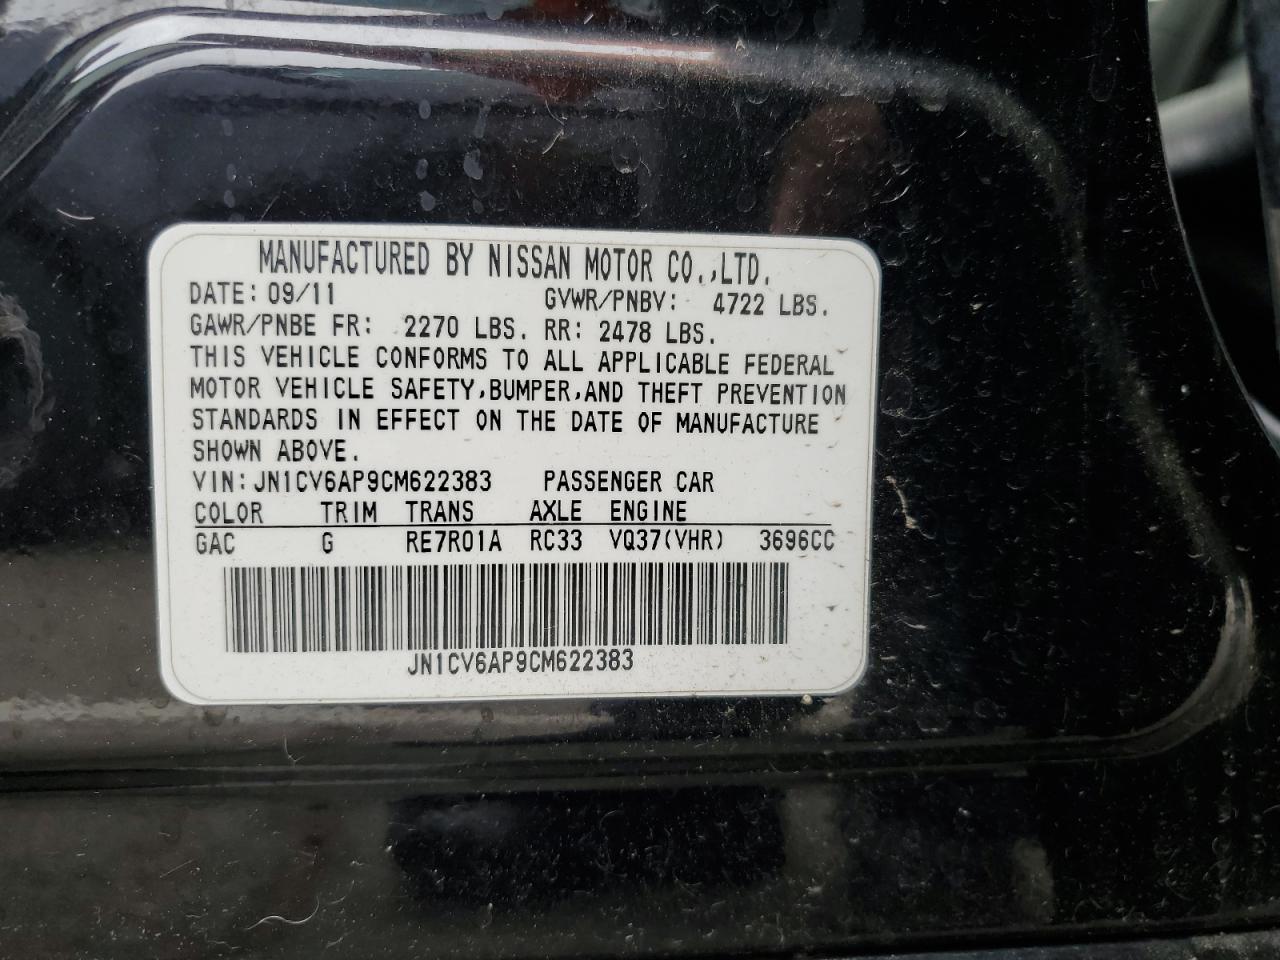 MANUFACTURED BY NISSAN MOTOR CO.,LTD.
DATE: 09/11 GVWR/PNBV: 4722 LBS.
GAWR/PNBE FR: 2270 LBS. RR: 2478 LBS.
THIS VEHICLE CONFORMS TO ALL APPLICABLE FEDERAL
MOTOR VEHICLE SAFETY,BUMPER,AND THEFT PREVENTION
STANDARDS IN EFFECT ON THE DATE OF MANUFACTURE
SHOWN ABOVE.
VIN:JN1CV6AP9CM622383 PASSENGER CAR
COLOR TRIM TRANS AXLE ENGINE
GAC G RE7R01A RC33 VQ37(VHR) 3696CC
JN1CV6AP9CM622383